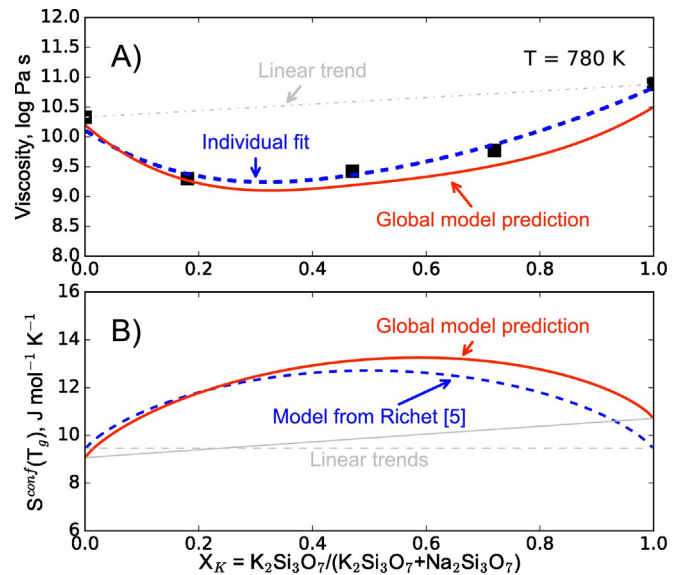 12.0
11.5
11.0
10.5
10.0
9.5
9.0
8.5
8.0
Viscosity, log Pa s
A)
T = 780 K
Linear trend
Individual fit
Global model prediction
0.0 0.2 0.4 0.6 0.8 1.0
16
14
12
10
8
6
S^conf(T_g), J mol⁻¹ K⁻¹
B)
Global model prediction
Model from Richet [5]
Linear trends
0.0 0.2 0.4 0.6 0.8 1.0
X_K = K₂Si₃O₇/(K₂Si₃O₇+Na₂Si₃O₇)